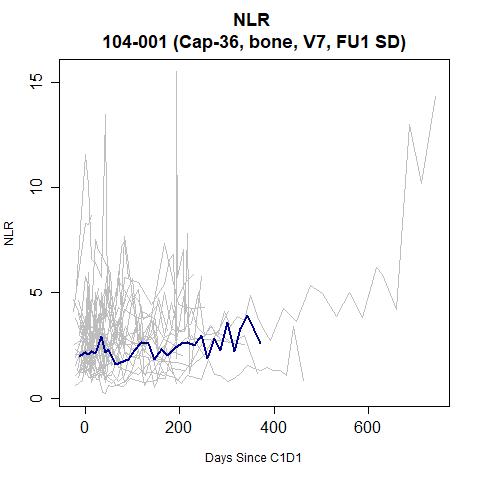 NLR
104-001 (Cap-36, bone, V7, FU1 SD)
15
10
5
0
NLR
0 200 400 600
Days Since C1D1